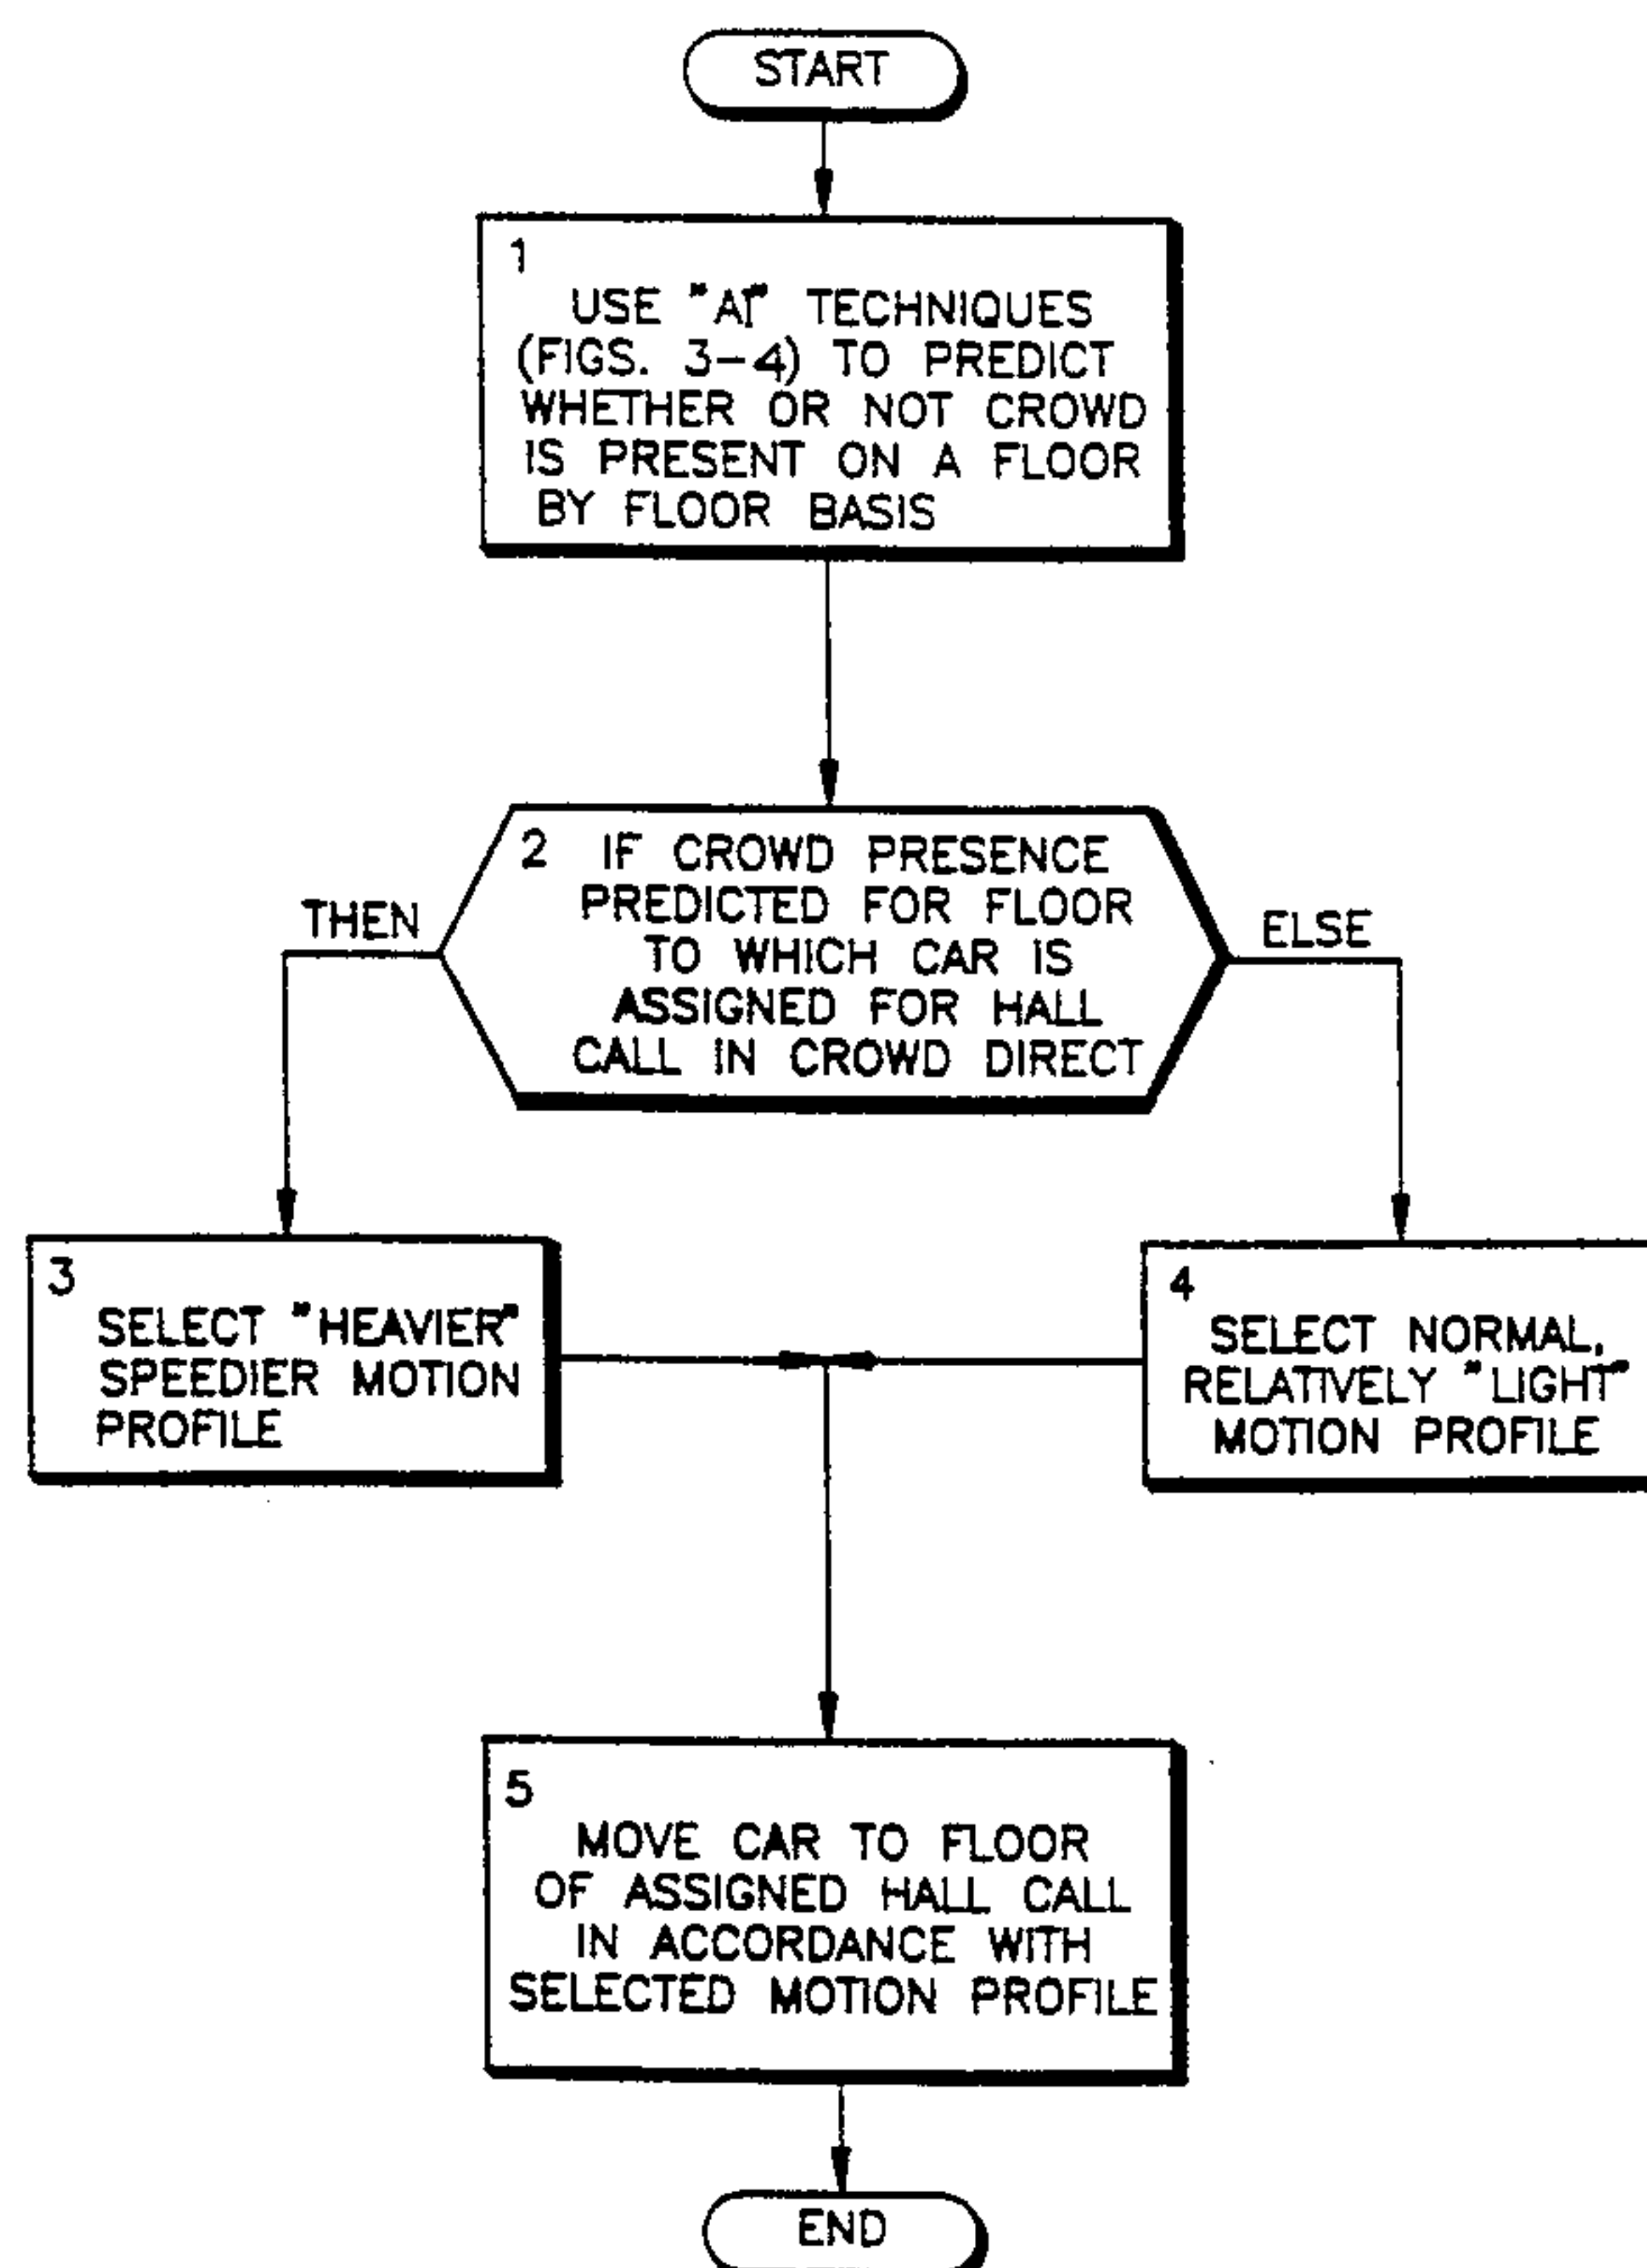 START
1
USE "AI" TECHNIQUES
(FIGS. 3-4) TO PREDICT
WHETHER OR NOT CROWD
IS PRESENT ON A FLOOR
BY FLOOR BASIS
2 IF CROWD PRESENCE
PREDICTED FOR FLOOR
TO WHICH CAR IS
ASSIGNED FOR HALL
CALL IN CROWD DIRECT
THEN
ELSE
3
SELECT "HEAVIER"
SPEEDIER MOTION
PROFILE
4
SELECT NORMAL,
RELATIVELY "LIGHT"
MOTION PROFILE
5
MOVE CAR TO FLOOR
OF ASSIGNED HALL CALL
IN ACCORDANCE WITH
SELECTED MOTION PROFILE
END